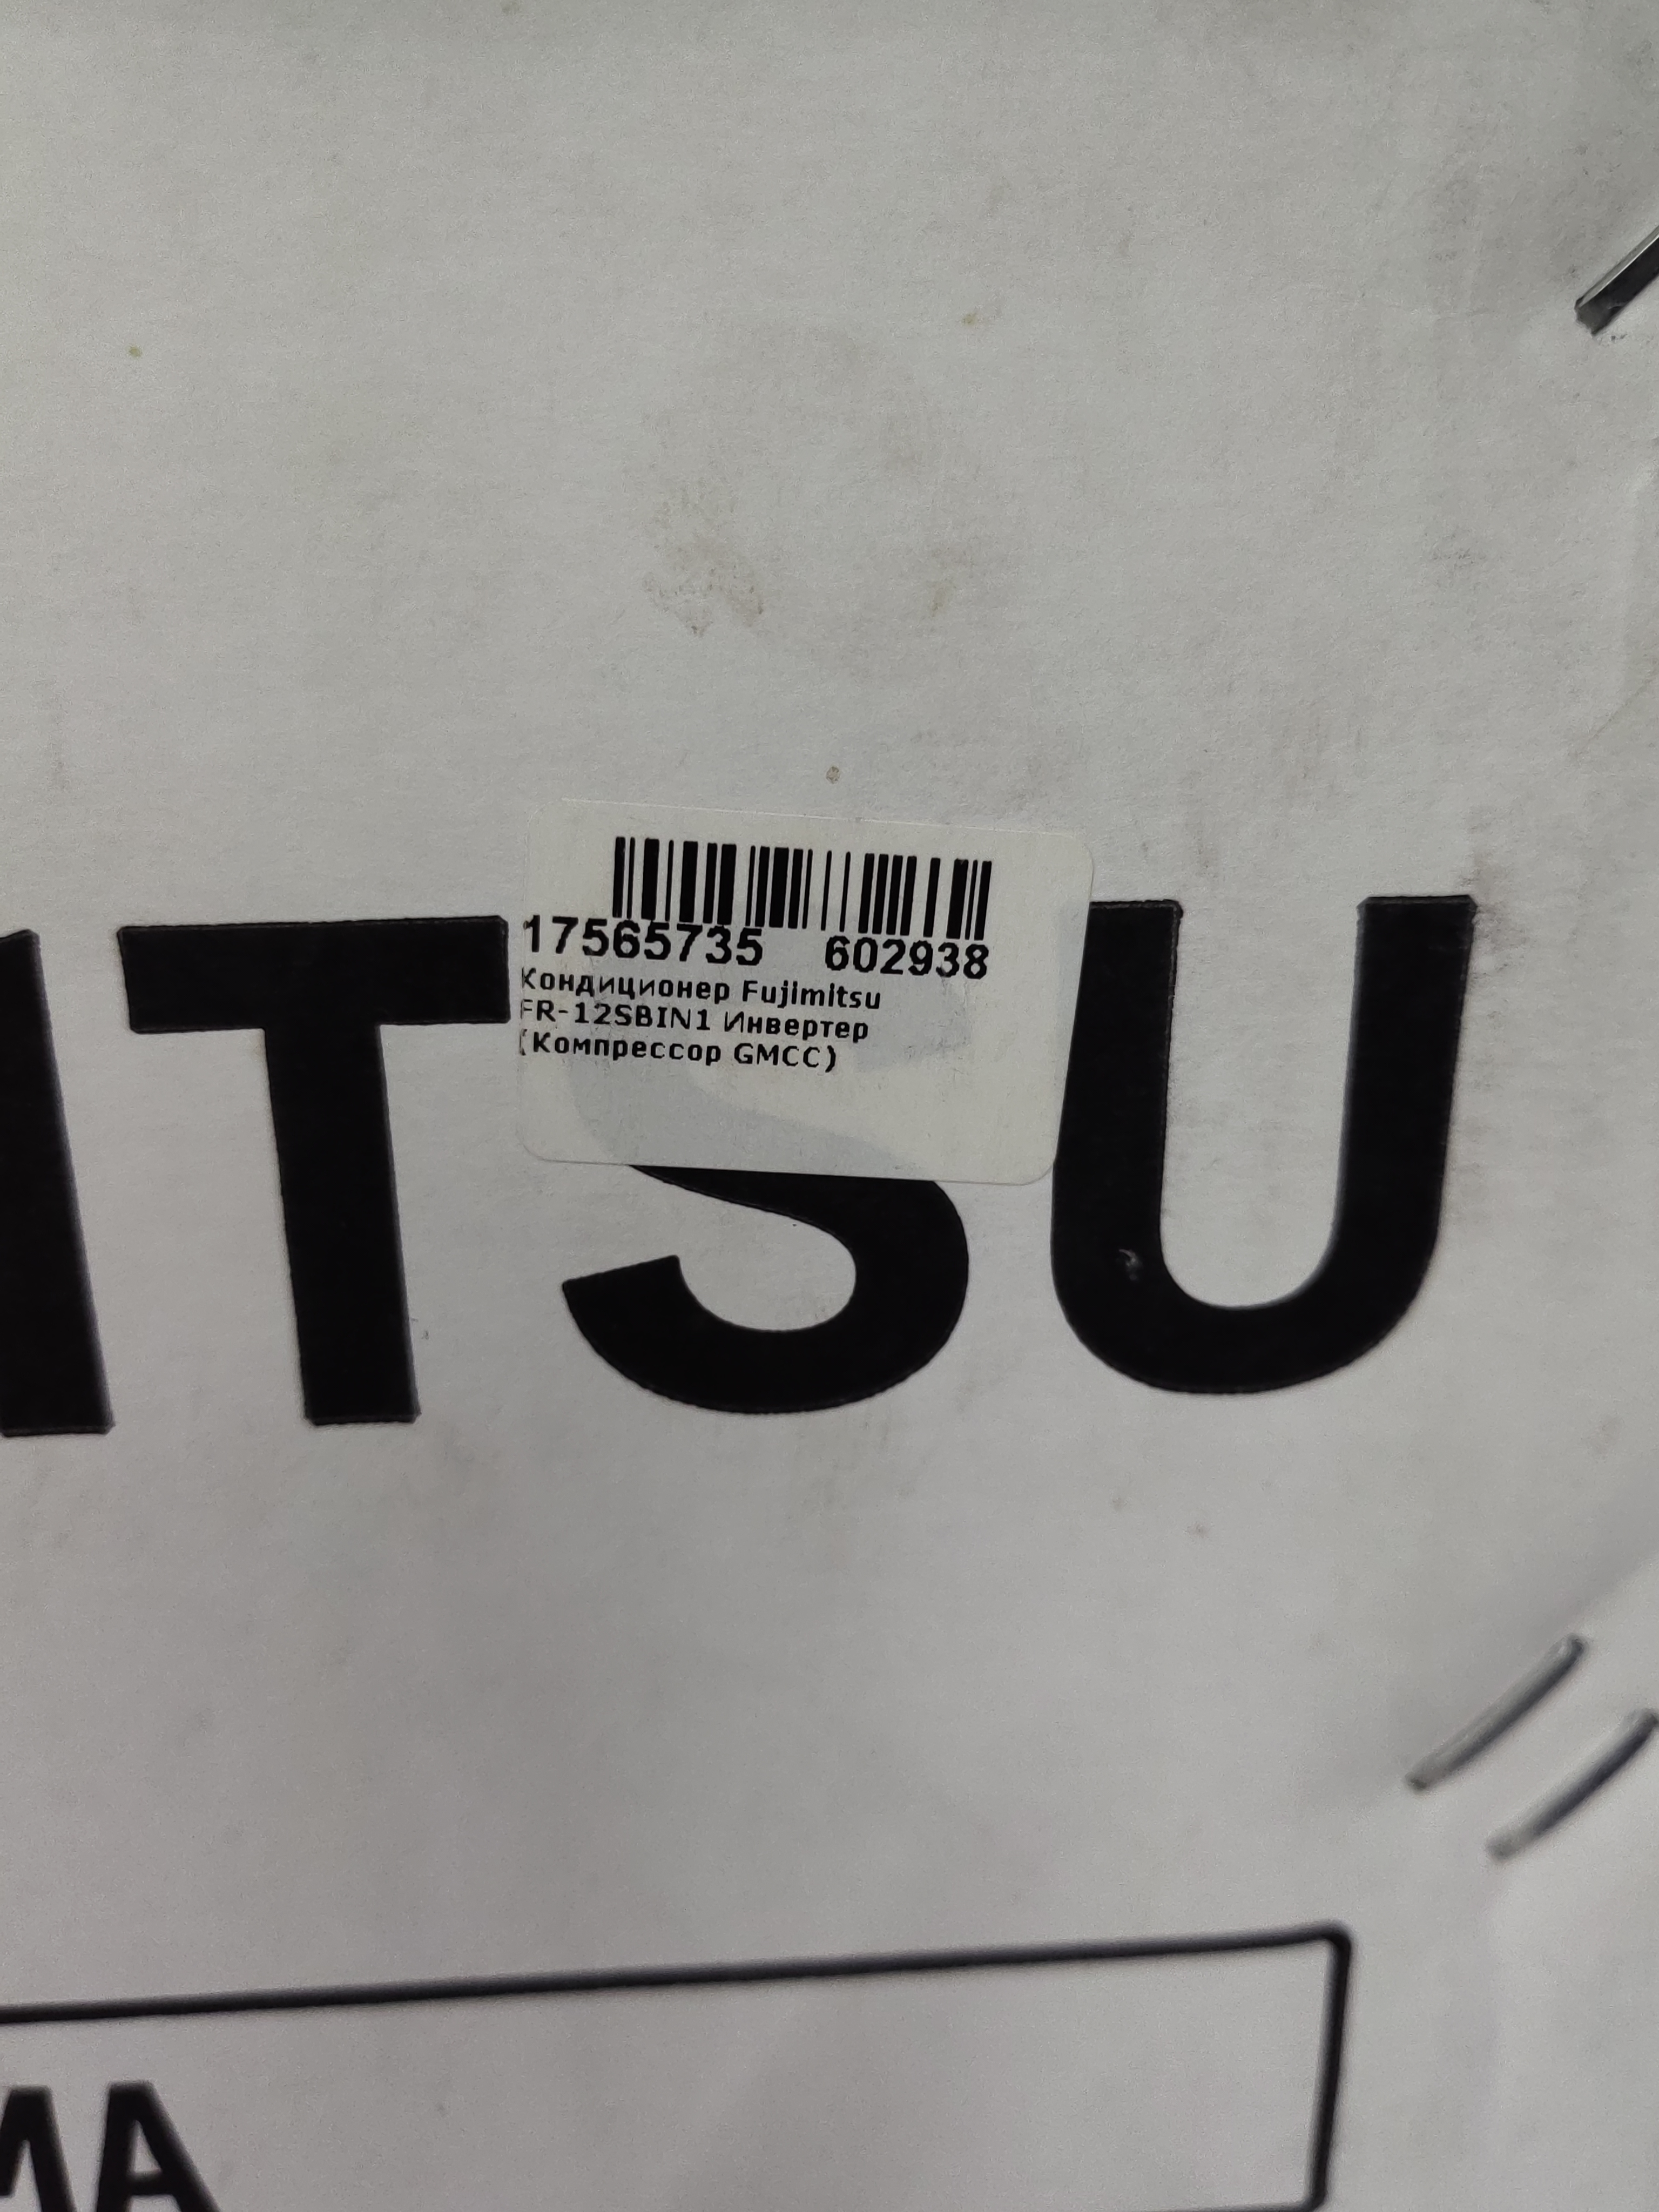 17565735 602938
Кондиционер Fujimitsu
FR-12SBIN1 Инвертер
(Компрессор GMCC)
ITSU
MA